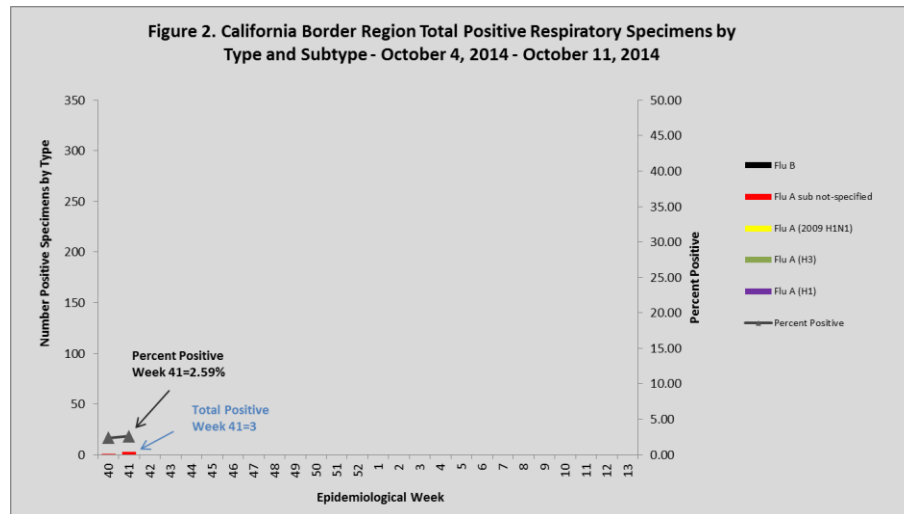 Figure 2. California Border Region Total Positive Respiratory Specimens by
Type and Subtype - October 4, 2014 - October 11, 2014
Number Positive Specimens by Type
350
300
250
200
150
100
50
0
Percent Positive
Week 41=2.59%
Total Positive
Week 41=3
40 41 42 43 44 45 46 47 48 49 50 51 52 1 2 3 4 5 6 7 8 9 10 11 12 13
Epidemiological Week
50.00
45.00
40.00
35.00
30.00
25.00
20.00
15.00
10.00
5.00
0.00
Percent Positive
Flu B
Flu A sub not-specified
Flu A (2009 H1N1)
Flu A (H3)
Flu A (H1)
Percent Positive